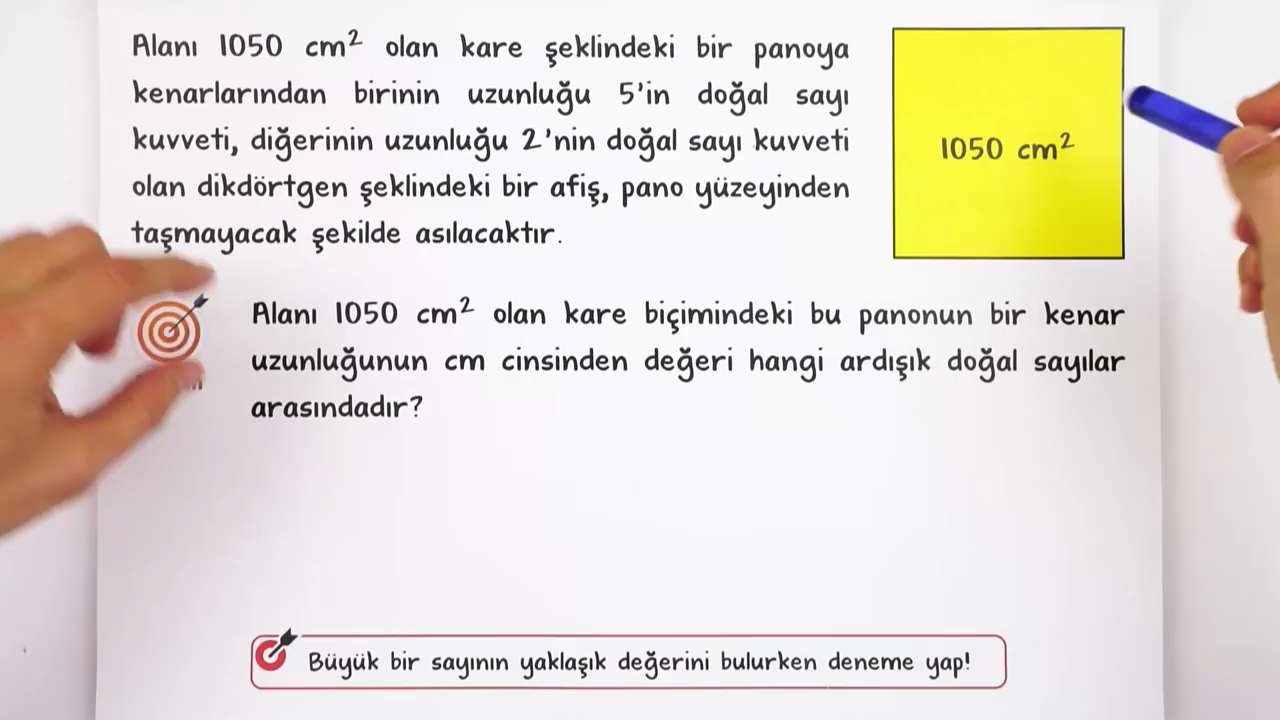 Alanı 1050 cm² olan kare şeklindeki bir panoya
kenarlarından birinin uzunluğu 5'in doğal sayı
kuvveti, diğerinin uzunluğu 2'nin doğal sayı kuvveti
olan dikdörtgen şeklindeki bir afiş, pano yüzeyinden
taşmayacak şekilde asılacaktır.
1050 cm²
Alanı 1050 cm² olan kare biçimindeki bu panonun bir kenar
uzunluğunun cm cinsinden değeri hangi ardışık doğal sayılar
arasındadır?
Büyük bir sayının yaklaşık değerini bulurken deneme yap!